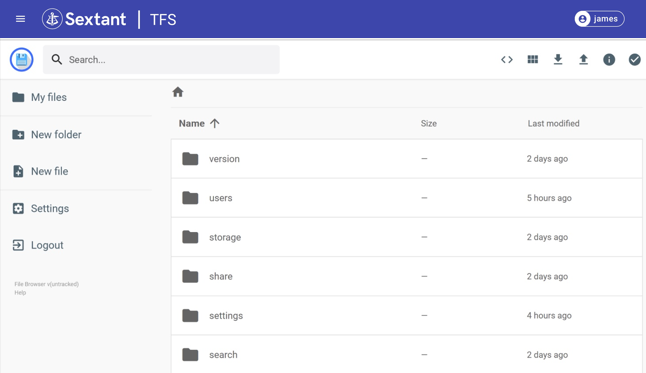 Sextant | TFS
james
Search...
My files
New folder
New file
Settings
Logout
File Browser v(untracked)
Help
Name Size Last modified
version — 2 days ago
users — 5 hours ago
storage — 2 days ago
share — 2 days ago
settings — 4 hours ago
search — 2 days ago